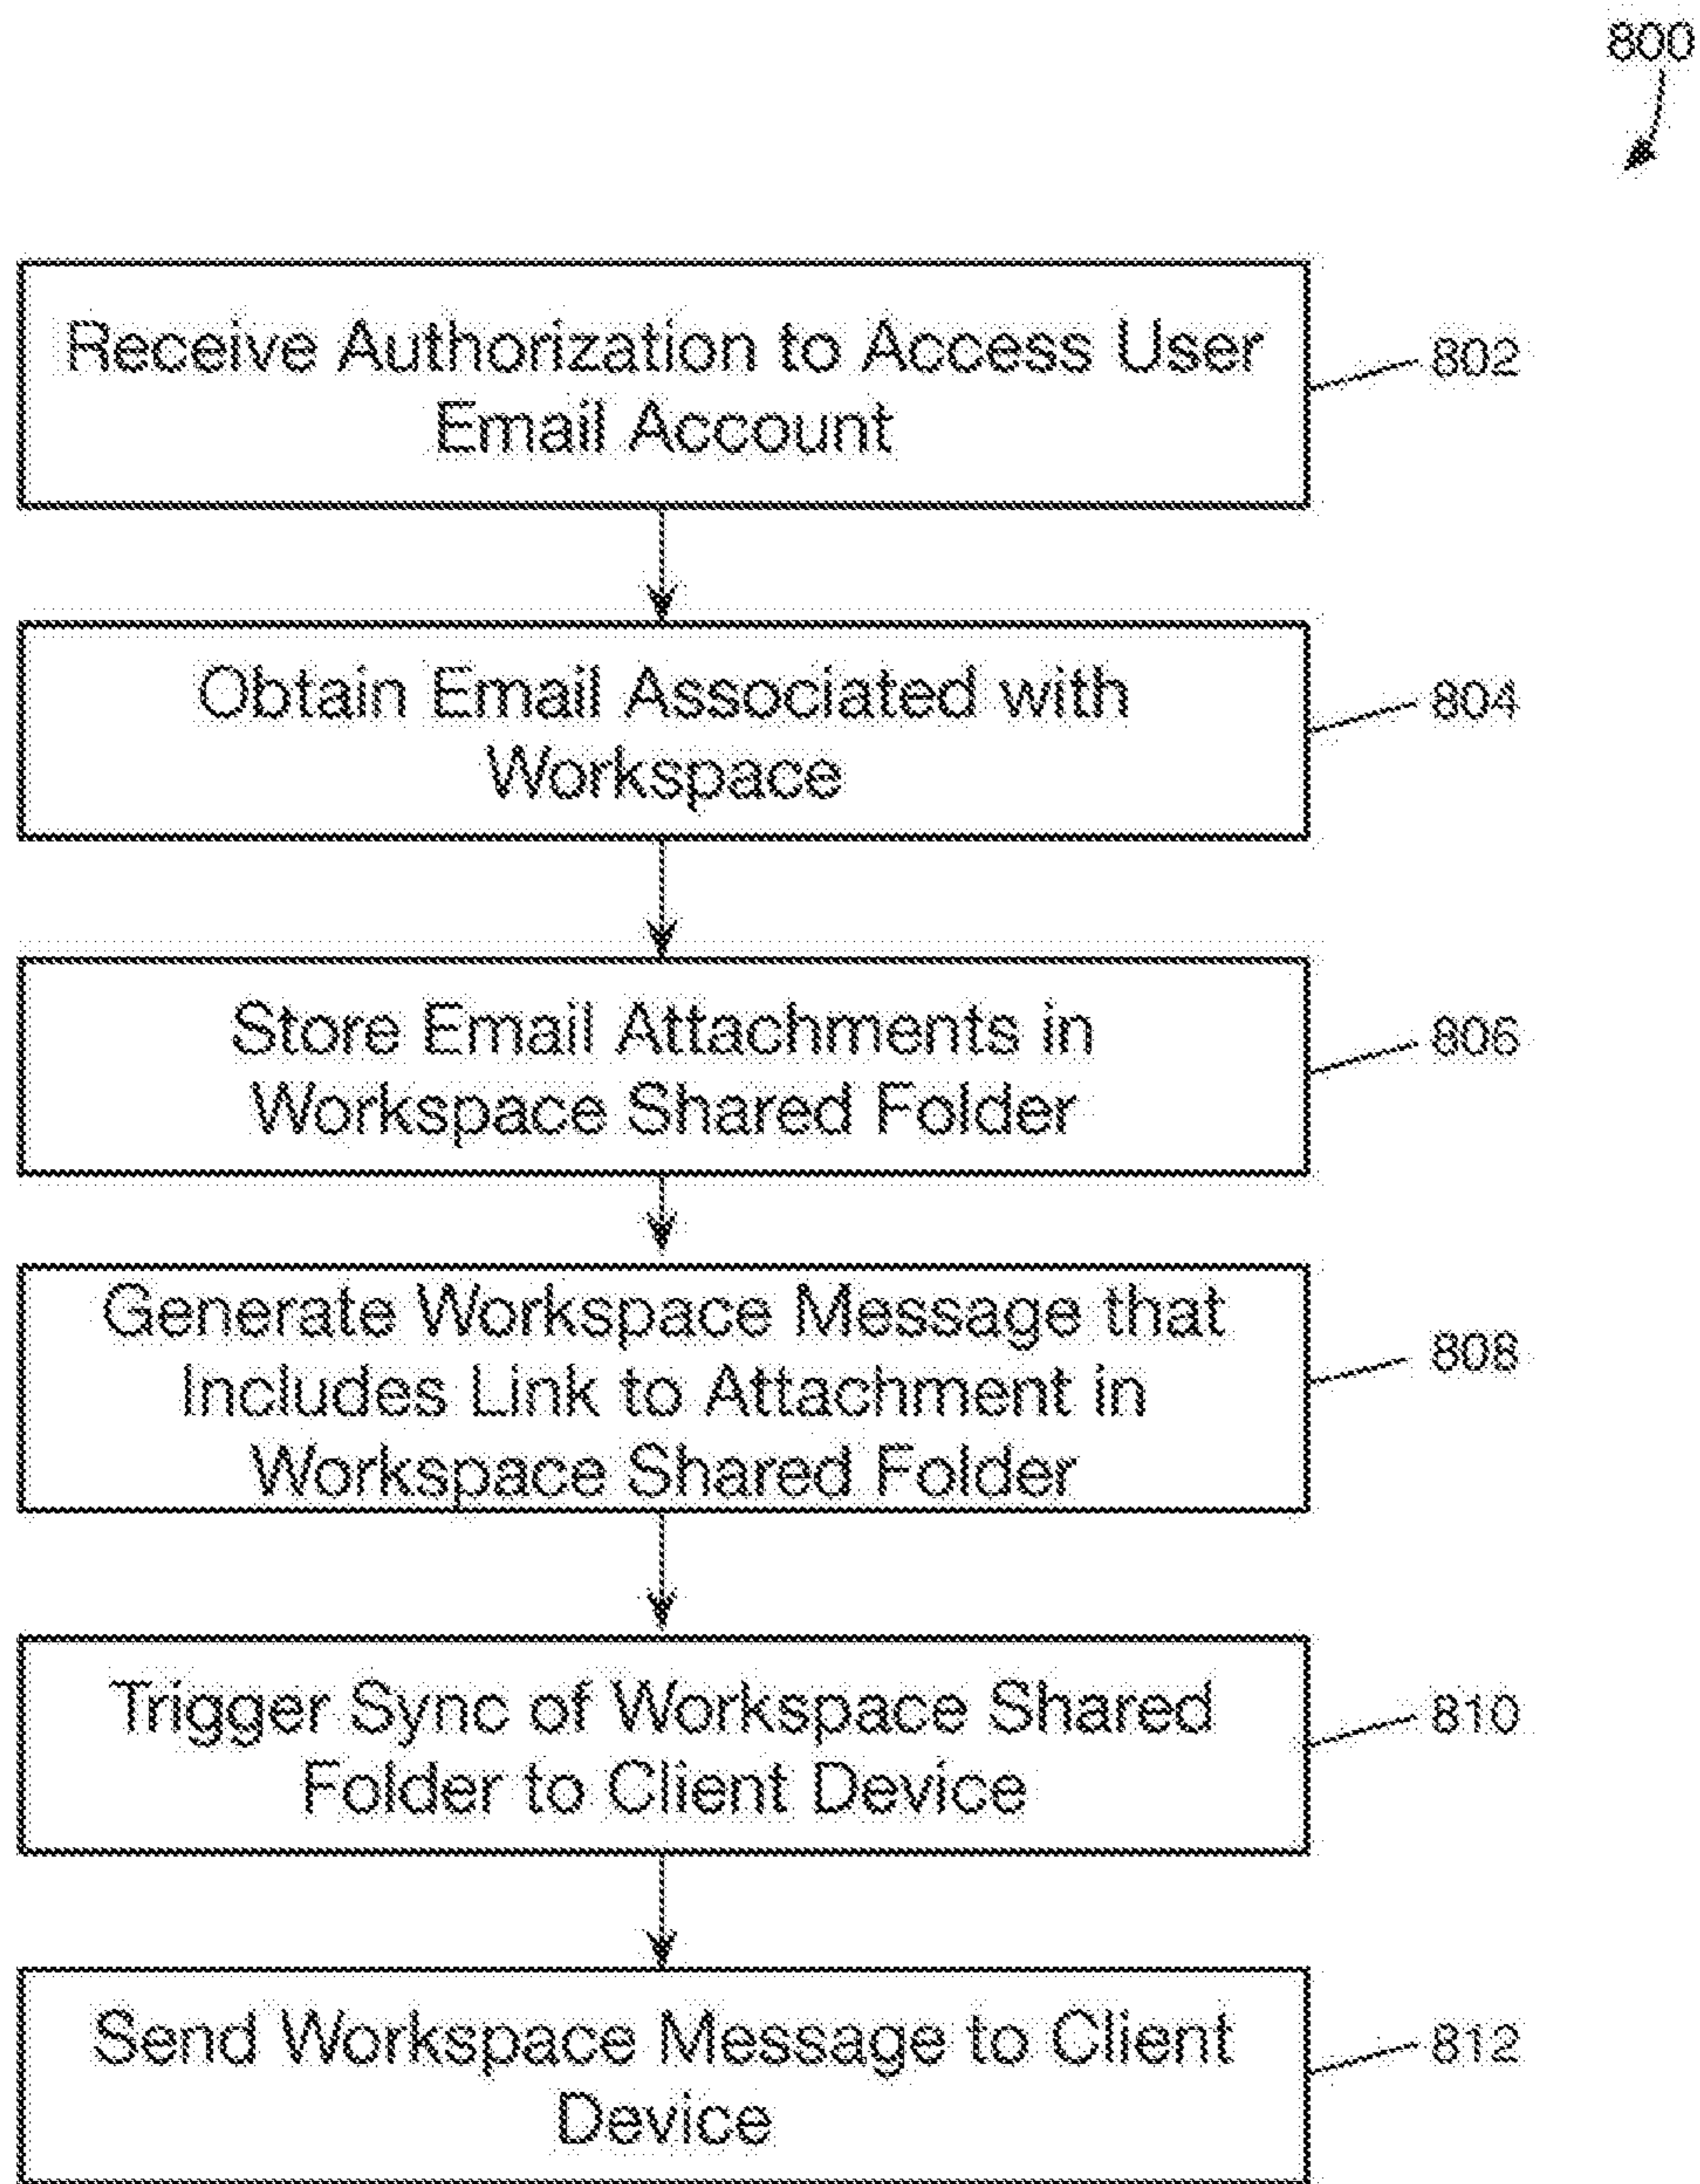 800
Receive Authorization to Access User
Email Account
802
Obtain Email Associated with
Workspace
804
Store Email Attachments in
Workspace Shared Folder
806
Generate Workspace Message that
Includes Link to Attachment in
Workspace Shared Folder
808
Trigger Sync of Workspace Shared
Folder to Client Device
810
Send Workspace Message to Client
Device
812